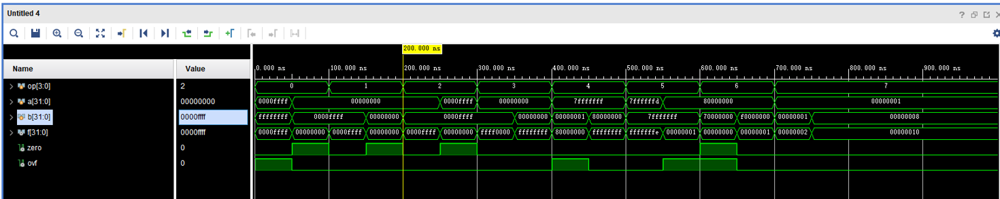 Untitled 4
?
200.000 ns
Name Value 0.000 ns 100.000 ns 200.000 ns 300.000 ns 400.000 ns 500.000 ns 600.000 ns 700.000 ns 800.000 ns 900.000 ns
op[3:0] 2 0 1 2 3 4 5 6 7
a[31:0] 00000000 0000ffff 00000000 0000ffff 00000000 7fffffff 7ffffffd 80000000 00000001
b[31:0] 0000ffff ffffffff 0000ffff 00000000 0000ffff 00000000 00000001 80000000 7fffffff 70000000 f0000000 00000001 00000008
f[31:0] 0000ffff 0000ffff 00000000 0000ffff 00000000 0000ffff 00000000 ffff0000 ffffffff 80000000 ffffffff fffffffe 00000001 00000000 00000001 00000002 00000010
zero 0
ovf 0